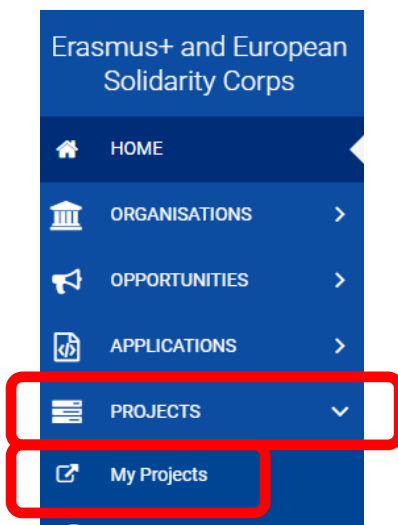 Erasmus+ and European
Solidarity Corps
HOME
ORGANISATIONS
OPPORTUNITIES
APPLICATIONS
PROJECTS
My Projects